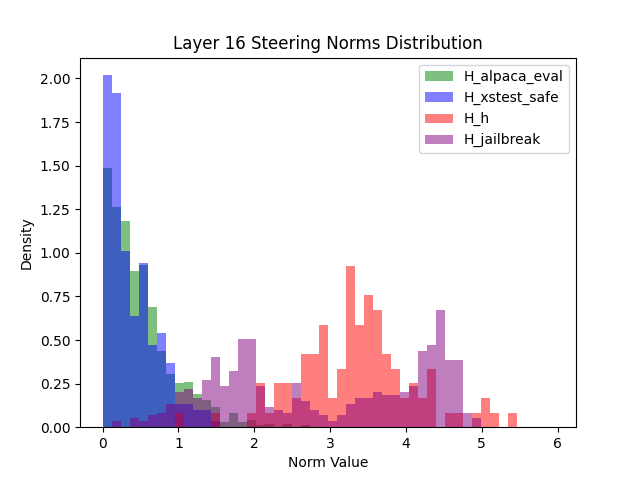 Layer 16 Steering Norms Distribution
H_alpaca_eval
H_xstest_safe
H_h
H_jailbreak
Density
2.00
1.75
1.50
1.25
1.00
0.75
0.50
0.25
0.00
0 1 2 3 4 5 6
Norm Value